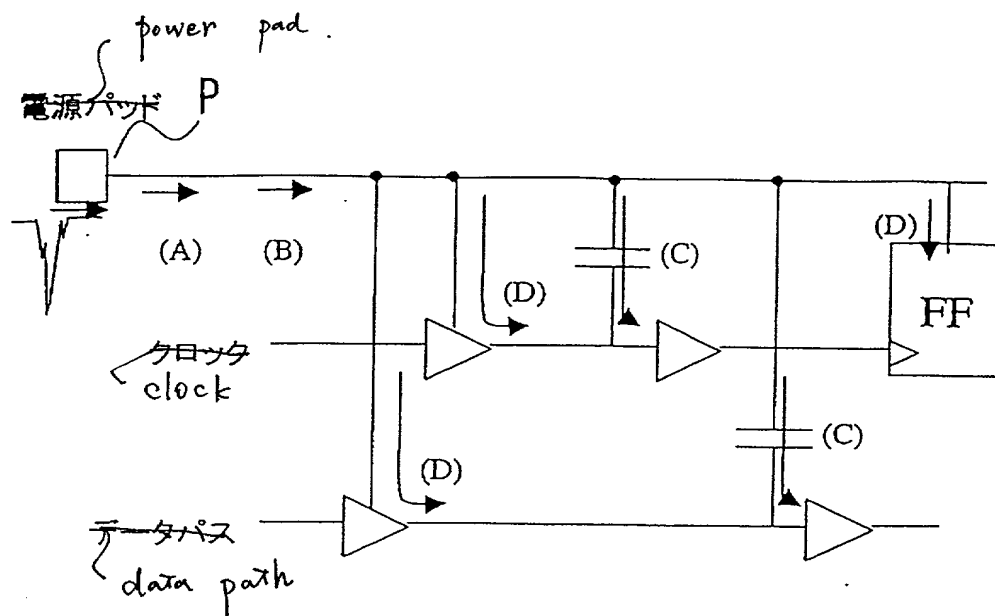 power pad.
電源パッド P
(A) (B) (C) (D)
(D)
FF
クロック
clock
(D) (C)
データパス
data path